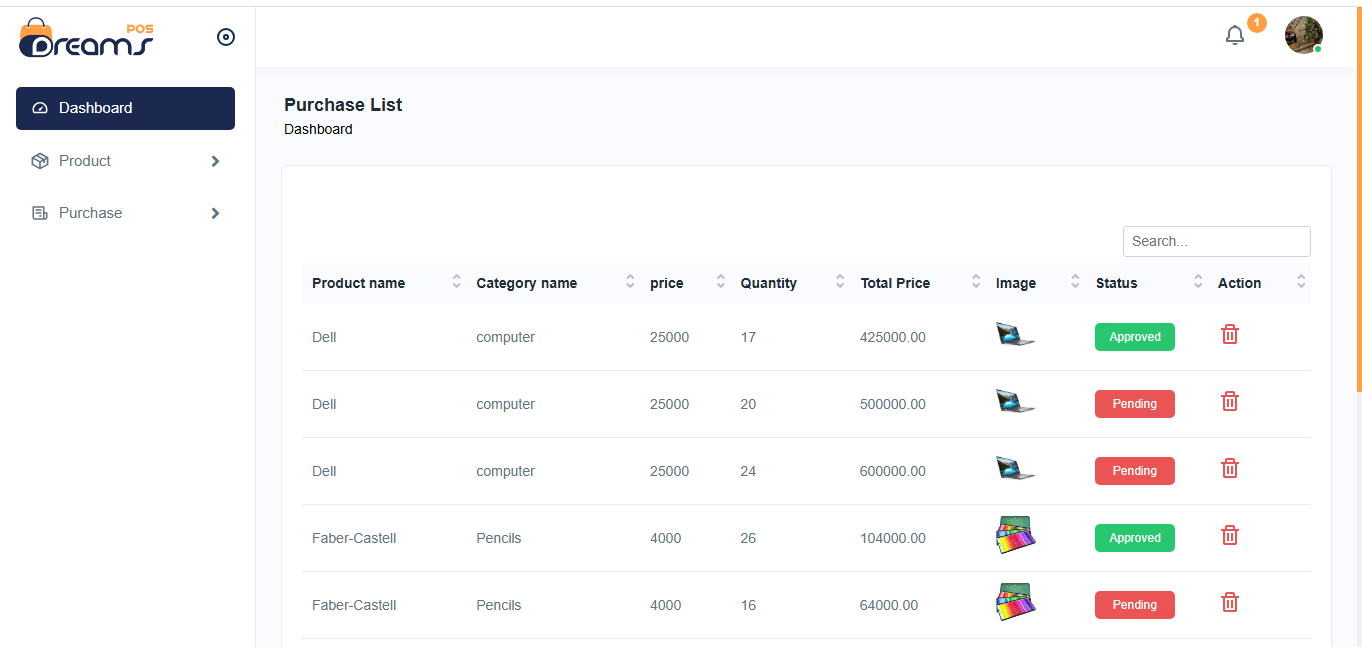 POS
Dreams
1
Dashboard
Product
Purchase
Purchase List
Dashboard
Search...
Product name Category name price Quantity Total Price Image Status Action
Dell computer 25000 17 425000.00 Approved
Dell computer 25000 20 500000.00 Pending
Dell computer 25000 24 600000.00 Pending
Faber-Castell Pencils 4000 26 104000.00 Approved
Faber-Castell Pencils 4000 16 64000.00 Pending